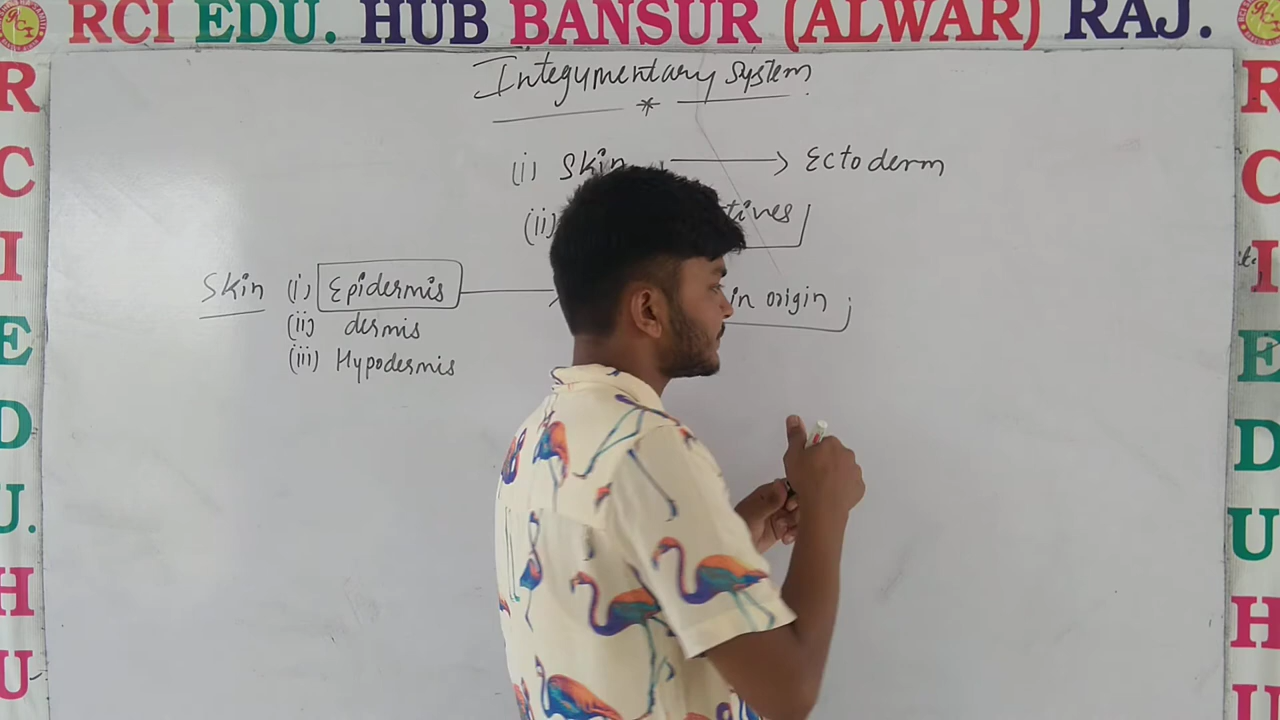 RCI EDU. HUB BANSUR (ALWAR) RAJ.
Integumentary System
(i) Skin → Ectoderm
(ii) tives
Skin (i) Epidermis in origin
(ii) dermis
(iii) Hypodermis
R
C
I
E
D
U.
H
U
R
C
I
E
D
U
H
U